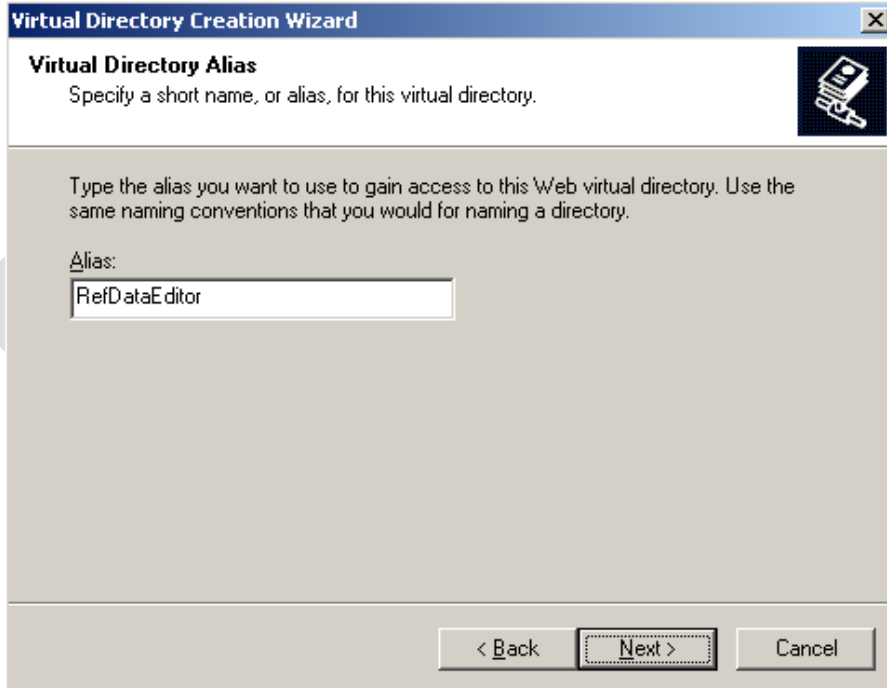 Virtual Directory Creation Wizard
Virtual Directory Alias
Specify a short name, or alias, for this virtual directory.
Type the alias you want to use to gain access to this Web virtual directory. Use the
same naming conventions that you would for naming a directory.
Alias:
RefDataEditor
< Back Next > Cancel